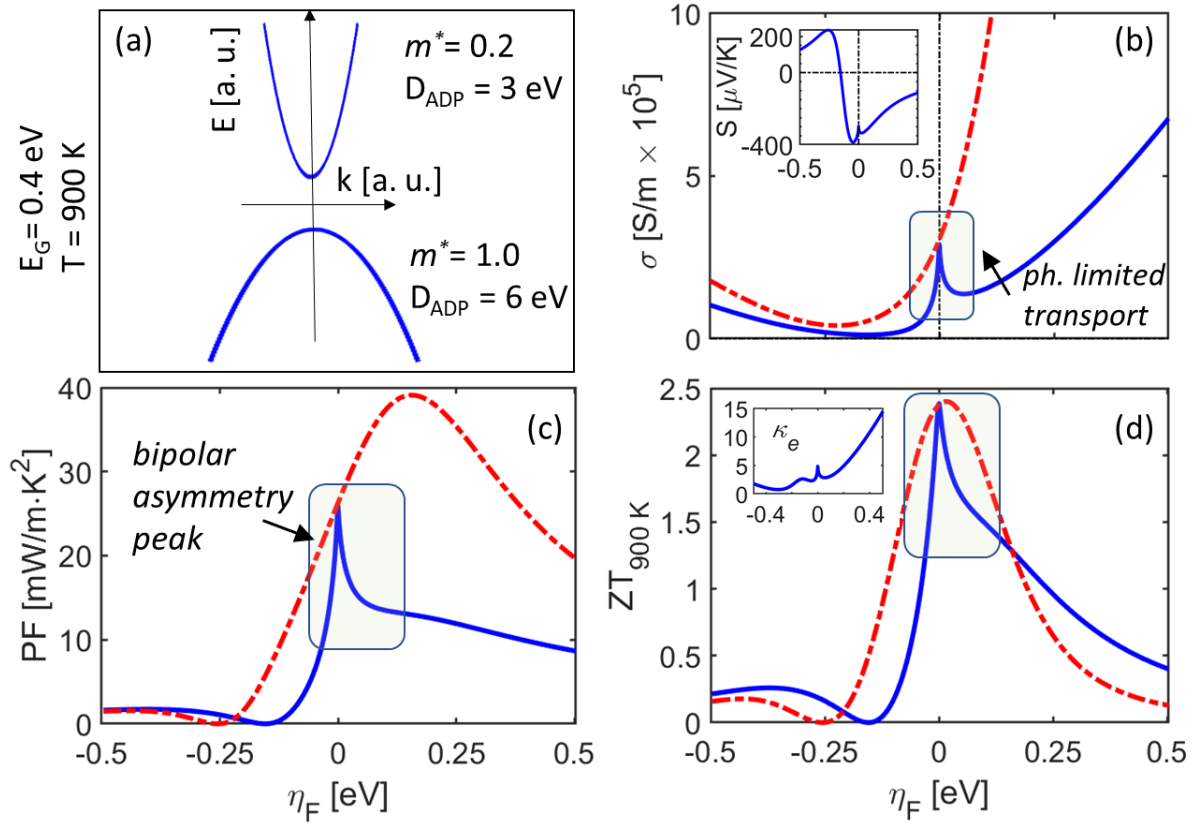 (a)
E [a. u.]
m*= 0.2
D_ADP = 3 eV
k [a. u.]
m*= 1.0
D_ADP = 6 eV
E_G= 0.4 eV
T = 900 K
(b)
10
5
0
σ [S/m × 10^5]
200
0
-400
S [μV/K]
-0.5
0
0.5
ph. limited
transport
(c)
40
30
20
10
0
PF [mW/m·K^2]
bipolar
asymmetry
peak
-0.5
-0.25
0
0.25
0.5
η_F [eV]
(d)
2.5
2
1.5
1
0.5
0
ZT_900 K
15
10
5
0
κ_e
-0.4
0
0.4
-0.5
-0.25
0
0.25
0.5
η_F [eV]